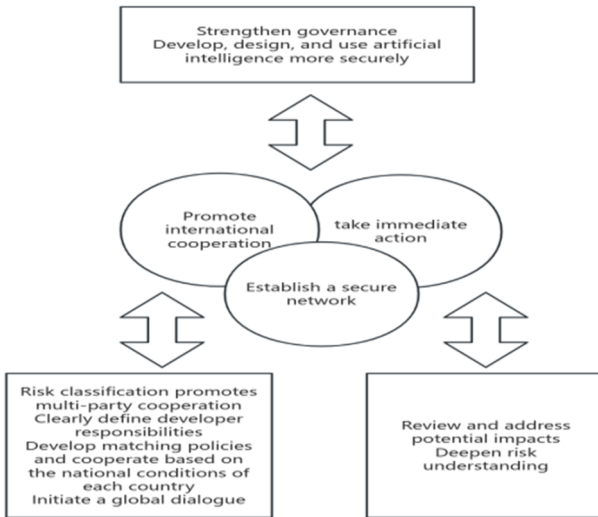 Strengthen governance
Develop, design, and use artificial
intelligence more securely
Promote
international
cooperation
take immediate
action
Establish a secure
network
Risk classification promotes
multi-party cooperation
Clearly define developer
responsibilities
Develop matching policies
and cooperate based on
the national conditions of
each country
Initiate a global dialogue
Review and address
potential impacts
Deepen risk
understanding